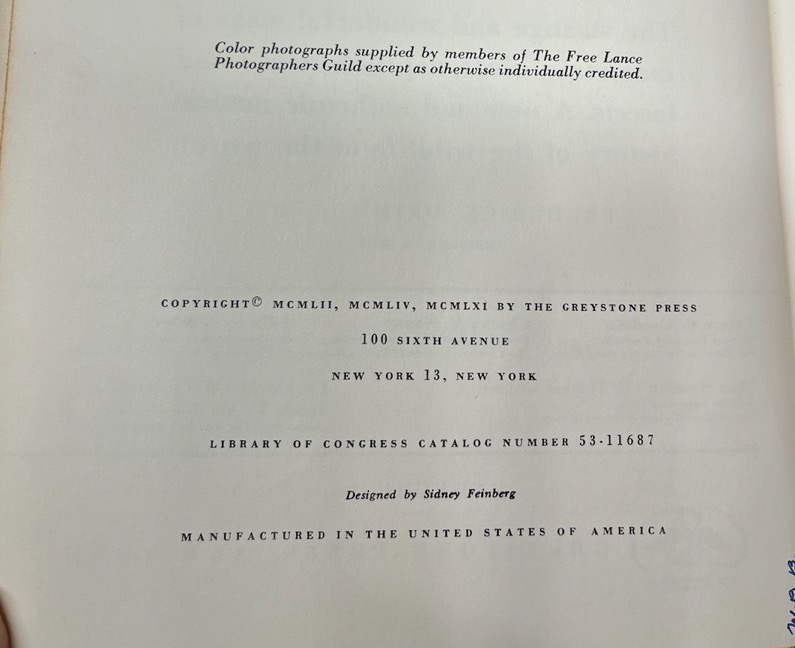 Color photographs supplied by members of The Free Lance
Photographers Guild except as otherwise individually credited.
COPYRIGHT© MCMLII, MCMLIV, MCMLXI BY THE GREYSTONE PRESS
100 SIXTH AVENUE
NEW YORK 13, NEW YORK
LIBRARY OF CONGRESS CATALOG NUMBER 53-11687
Designed by Sidney Feinberg
MANUFACTURED IN THE UNITED STATES OF AMERICA